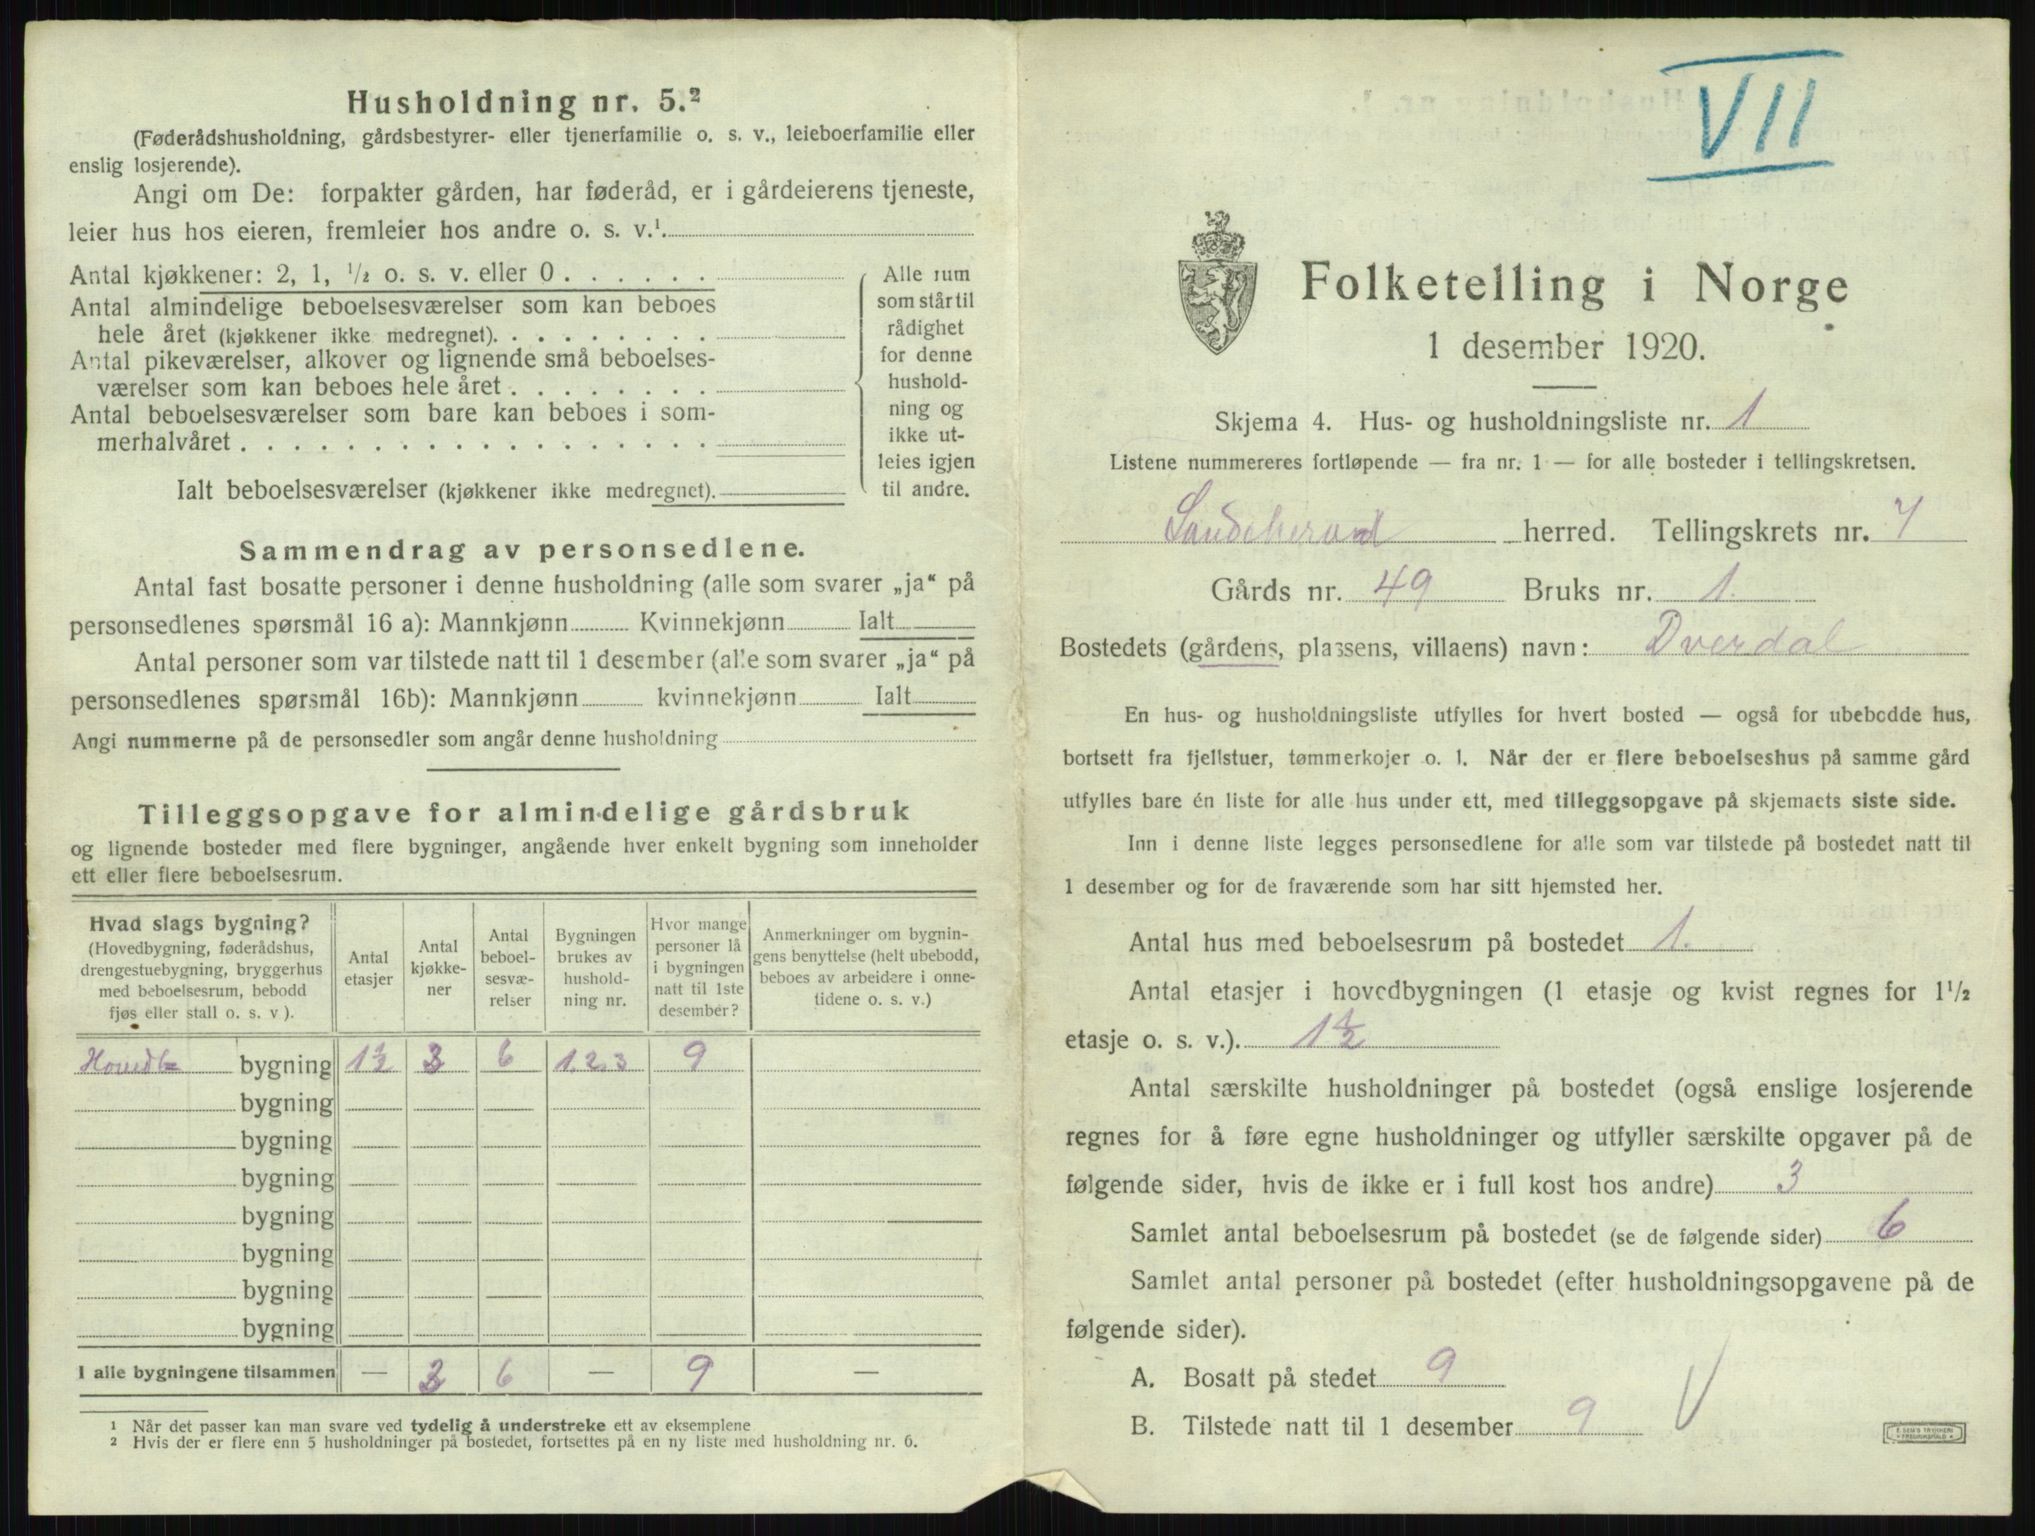 Husholdning nr. 5.²
(Føderådshusholdning, gårdsbestyrer- eller tjenerfamilie o. s. v., leieboerfamilie eller
enslig losjerende).
Angi om De: forpakter gården, har føderåd, er i gårdeierens tjeneste,
leier hus hos eieren, fremleier hos andre o. s. v.¹
Antal kjøkkener: 2, 1, ½ o. s. v. eller 0
Antal almindelige beboelsesværelser som kan beboes
hele året (kjøkkener ikke medregnet)
Antal pikeværelser, alkover og lignende små beboelses-
værelser som kan beboes hele året
Antal beboelsesværelser som bare kan beboes i som-
merhalvåret
Ialt beboelsesværelser (kjøkkener ikke medregnet)
Alle rum
som står til
rådighet
for denne
hushold-
ning og
ikke ut-
leies igjen
til andre.
Sammendrag av personsedlene.
Antal fast bosatte personer i denne husholdning (alle som svarer „ja“ på
personsedlenes spørsmål 16 a): Mannkjønn Kvinnekjønn Ialt
Antal personer som var tilstede natt til 1 desember (alle som svarer „ja“ på
personsedlenes spørsmål 16b): Mannkjønn kvinnekjønn Ialt
Angi nummerne på de personsedler som angår denne husholdning
Tilleggsopgave for almindelige gårdsbruk
og lignende bosteder med flere bygninger, angående hver enkelt bygning som inneholder
ett eller flere beboelsesrum.
Hvad slags bygning?
(Hovedbygning, føderådshus,
drengestuebygning, bryggerhus
med beboelsesrum, bebodd
fjøs eller stall o. s. v ).
Antal
etasjer
Antal
kjøkke-
ner
Antal
beboel-
sesvæ-
relser
Bygningen
brukes av
hushold-
ning nr.
Hvor mange
personer lå
i bygningen
natt til 1ste
desember?
Anmerkninger om bygnin-
gens benyttelse (helt ubebodd,
beboes av arbeidere i onne-
tidene o. s. v.)
Hovedb bygning 1½ 3 6 1.2.3 9
bygning
bygning
bygning
bygning
bygning
bygning
bygning
I alle bygningene tilsammen — 3 6 — 9 —
¹ Når det passer kan man svare ved tydelig å understreke ett av eksemplene
² Hvis der er flere enn 5 husholdninger på bostedet, fortsettes på en ny liste med husholdning nr. 6.
VII
Folketelling i Norge
1 desember 1920.
Skjema 4. Hus- og husholdningsliste nr. 1
Listene nummereres fortløpende — fra nr. 1 — for alle bosteder i tellingskretsen.
Sandeherad herred. Tellingskrets nr. 7
Gårds nr. 49 Bruks nr. 1.
Bostedets (gårdens, plassens, villaens) navn: Dverdal
En hus- og husholdningsliste utfylles for hvert bosted — også for ubebodde hus,
bortsett fra fjellstuer, tømmerkojer o. l. Når der er flere beboelseshus på samme gård
utfylles bare én liste for alle hus under ett, med tilleggsopgave på skjemaets siste side.
Inn i denne liste legges personsedlene for alle som var tilstede på bostedet natt til
1 desember og for de fraværende som har sitt hjemsted her.
Antal hus med beboelsesrum på bostedet 1.
Antal etasjer i hovedbygningen (1 etasje og kvist regnes for 1½
etasje o. s. v.). 1½
Antal særskilte husholdninger på bostedet (også enslige losjerende
regnes for å føre egne husholdninger og utfyller særskilte opgaver på de
følgende sider, hvis de ikke er i full kost hos andre) 3
Samlet antal beboelsesrum på bostedet (se de følgende sider) 6
Samlet antal personer på bostedet (efter husholdningsopgavene på de
følgende sider).
A. Bosatt på stedet 9
B. Tilstede natt til 1 desember 9